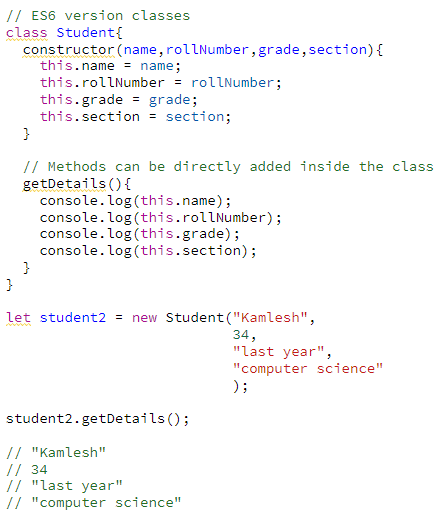 // ES6 version classes
class Student{
  constructor(name,rollNumber,grade,section){
    this.name = name;
    this.rollNumber = rollNumber;
    this.grade = grade;
    this.section = section;
  }

  // Methods can be directly added inside the class
  getDetails(){
    console.log(this.name);
    console.log(this.rollNumber);
    console.log(this.grade);
    console.log(this.section);
  }
}

let student2 = new Student("Kamlesh",
                           34,
                           "last year",
                           "computer science"
                           );

student2.getDetails();

// "Kamlesh"
// 34
// "last year"
// "computer science"